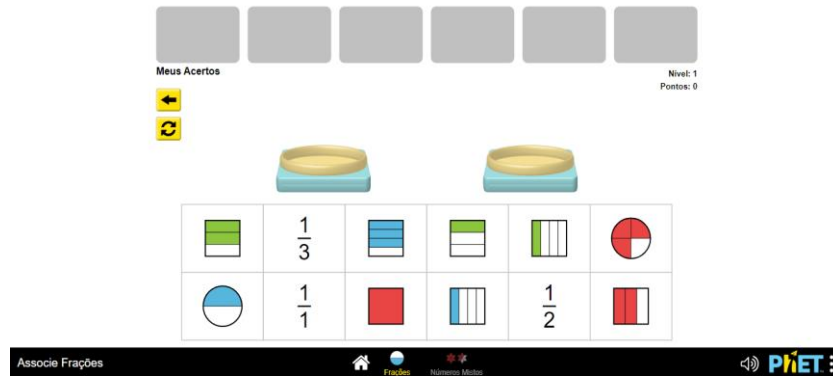 Meus Acertos
Nível: 1
Pontos: 0
1
3
1
1
1
2
Associe Frações
Frações
Números Mistos
PhET